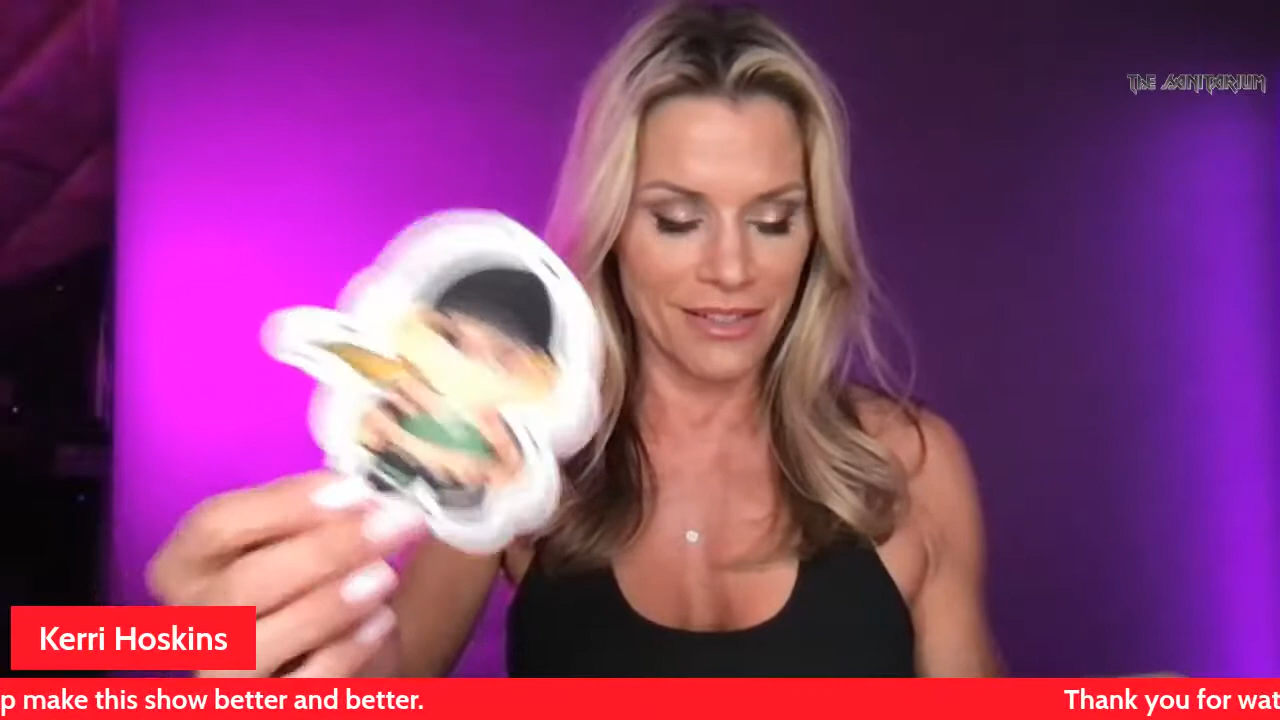 THE SANITARIUM
Kerri Hoskins
p make this show better and better.
Thank you for wat